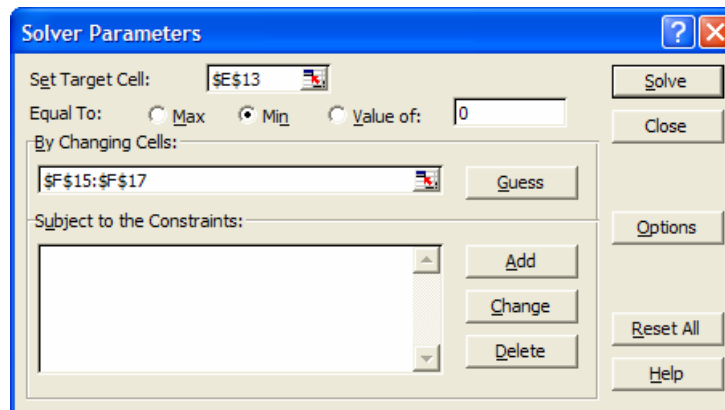 Solver Parameters ?
Set Target Cell: $E$13 Solve
Equal To: Max Min Value of: 0 Close
By Changing Cells:
$F$15:$F$17 Guess
Subject to the Constraints: Options
Add
Change
Reset All
Delete
Help